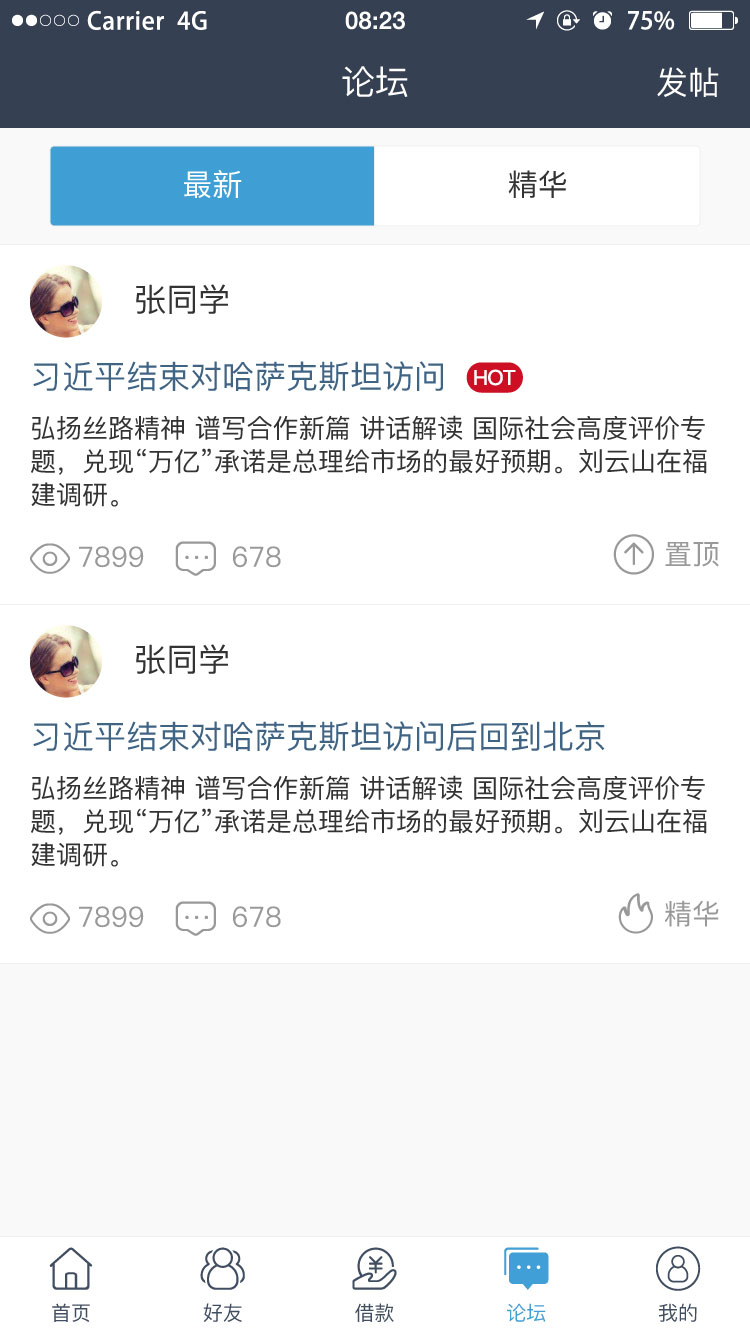 Carrier 4G 08:23 75%
论坛 发帖
最新 精华
张同学
习近平结束对哈萨克斯坦访问 HOT
弘扬丝路精神 谱写合作新篇 讲话解读 国际社会高度评价专
题，兑现“万亿”承诺是总理给市场的最好预期。刘云山在福
建调研。
7899 678 置顶
张同学
习近平结束对哈萨克斯坦访问后回到北京
弘扬丝路精神 谱写合作新篇 讲话解读 国际社会高度评价专
题，兑现“万亿”承诺是总理给市场的最好预期。刘云山在福
建调研。
7899 678 精华
首页 好友 借款 论坛 我的